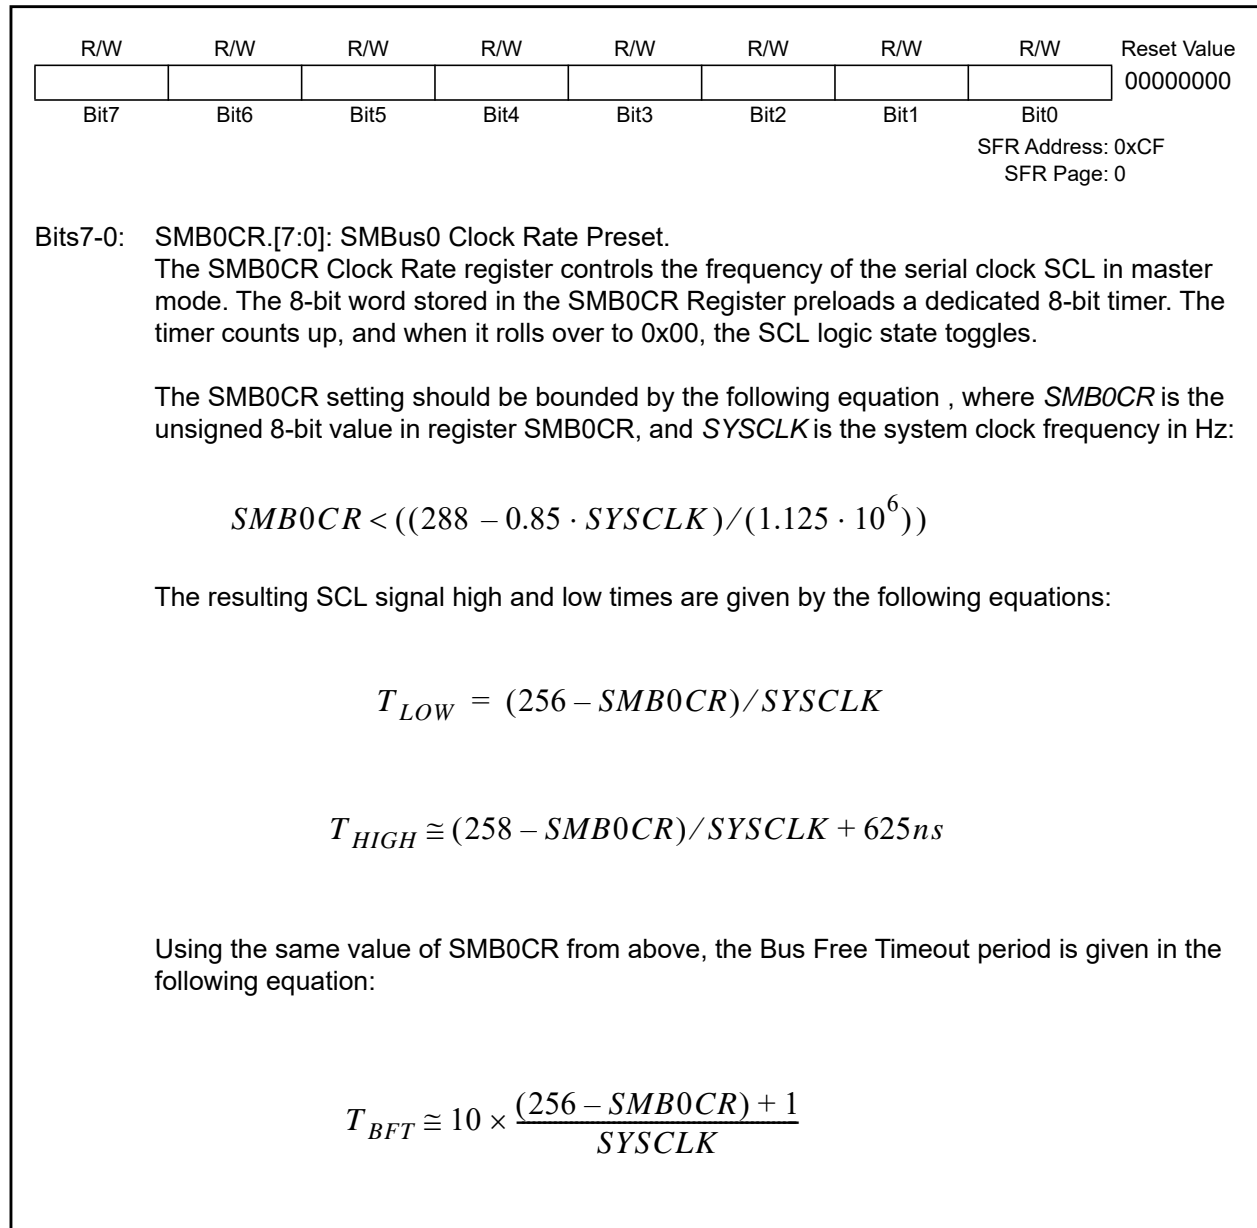 R/W R/W R/W R/W R/W R/W R/W R/W Reset Value
00000000
Bit7 Bit6 Bit5 Bit4 Bit3 Bit2 Bit1 Bit0
SFR Address: 0xCF
SFR Page: 0
Bits7-0: SMB0CR.[7:0]: SMBus0 Clock Rate Preset.
The SMB0CR Clock Rate register controls the frequency of the serial clock SCL in master
mode. The 8-bit word stored in the SMB0CR Register preloads a dedicated 8-bit timer. The
timer counts up, and when it rolls over to 0x00, the SCL logic state toggles.
The SMB0CR setting should be bounded by the following equation , where SMB0CR is the
unsigned 8-bit value in register SMB0CR, and SYSCLK is the system clock frequency in Hz:
SMB0CR < ((288 – 0.85 · SYSCLK)/(1.125 · 10^6))
The resulting SCL signal high and low times are given by the following equations:
T_LOW = (256 – SMB0CR)/SYSCLK
T_HIGH ≅ (258 – SMB0CR)/SYSCLK + 625ns
Using the same value of SMB0CR from above, the Bus Free Timeout period is given in the
following equation:
T_BFT ≅ 10 × (256 – SMB0CR) + 1
SYSCLK